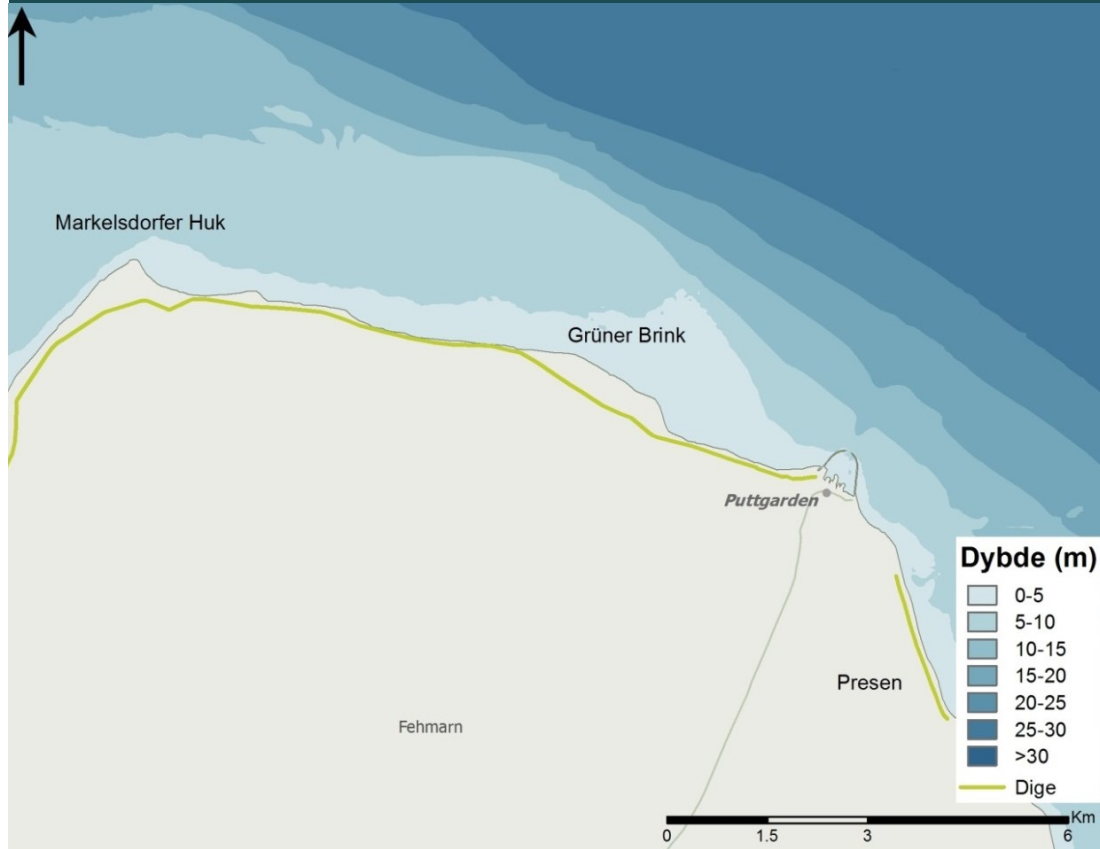 Markelsdorfer Huk
Grüner Brink
Puttgarden
Presen
Fehmarn
Dybde (m)
0-5
5-10
10-15
15-20
20-25
25-30
>30
Dige
Km
0 1.5 3 6